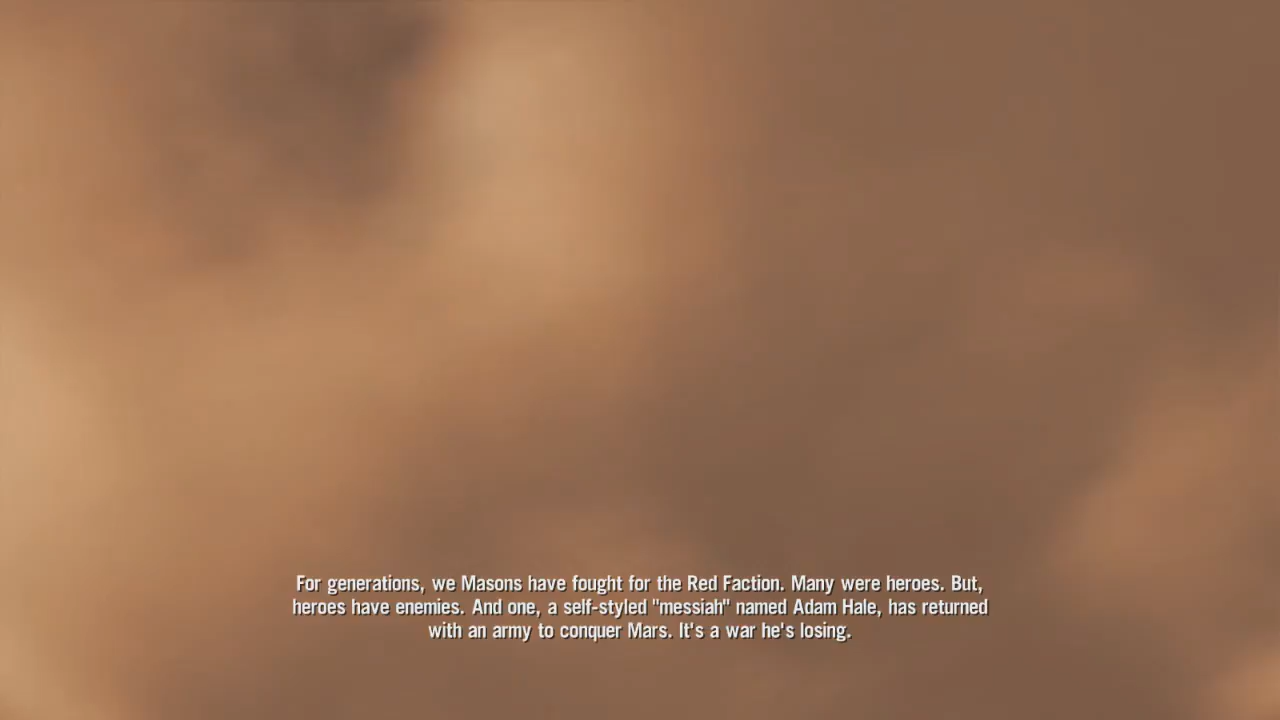 For generations, we Masons have fought for the Red Faction. Many were heroes. But,
heroes have enemies. And one, a self-styled "messiah" named Adam Hale, has returned
with an army to conquer Mars. It's a war he's losing.